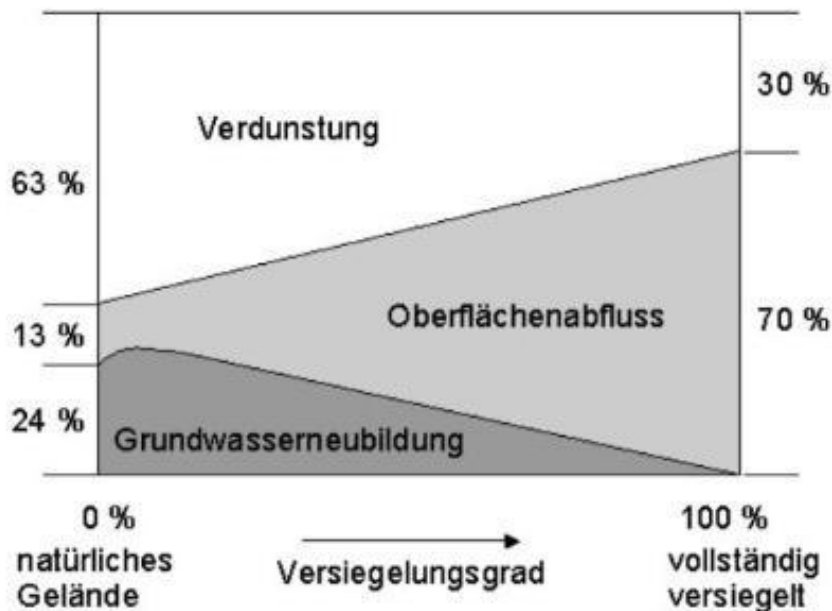 30 %
Verdunstung
63 %
Oberflächenabfluss
13 %
70 %
24 %
Grundwasserneubildung
0 %
natürliches
Gelände
Versiegelungsgrad
100 %
vollständig
versiegelt